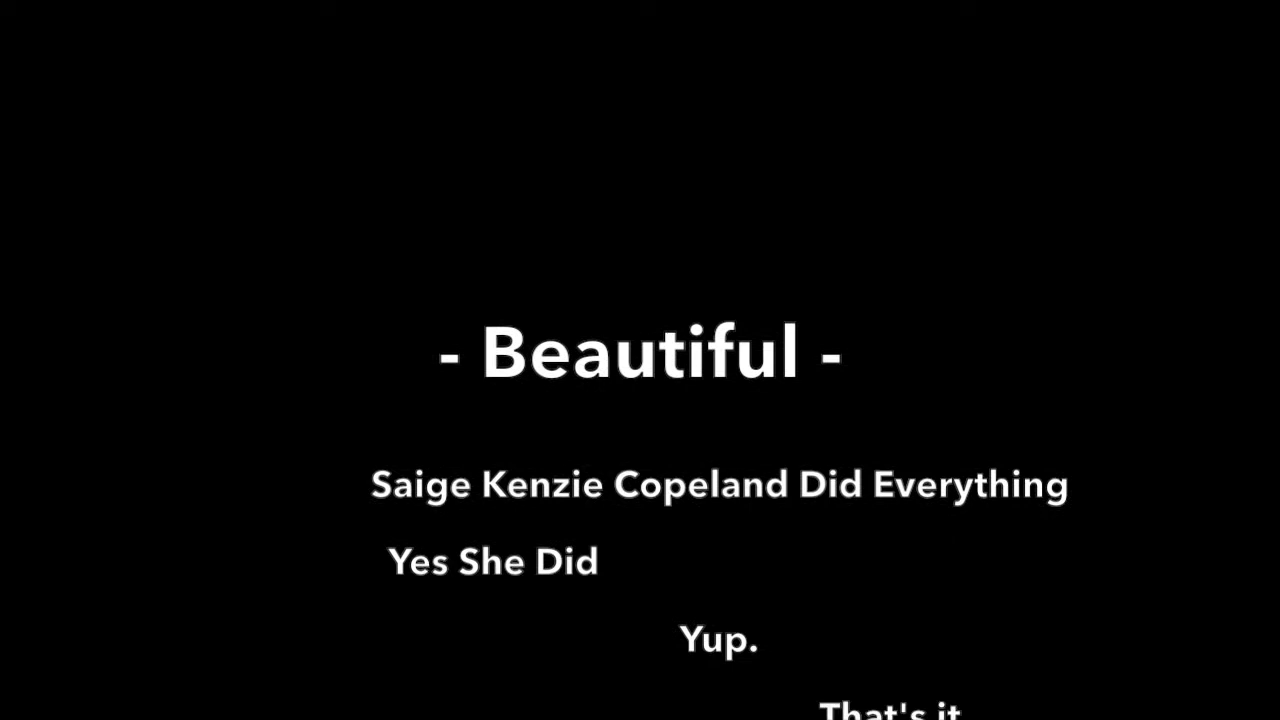 - Beautiful -
Saige Kenzie Copeland Did Everything
Yes She Did
Yup.
That's it